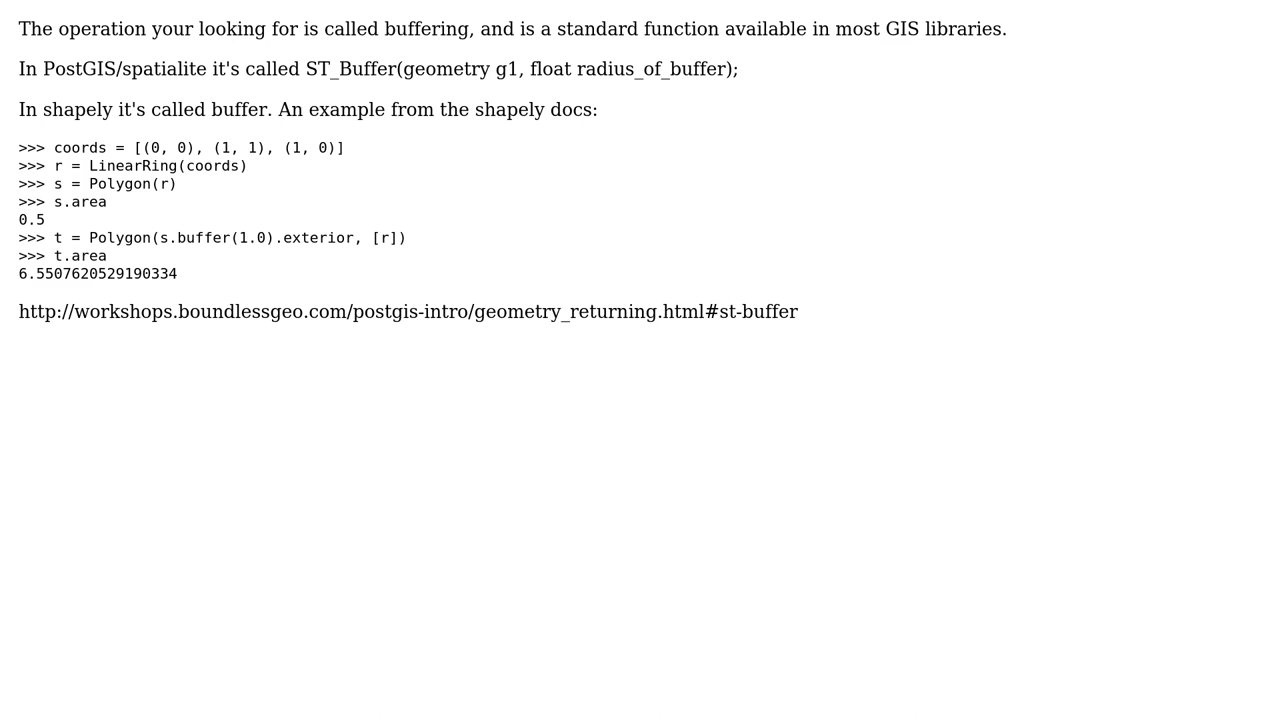 The operation your looking for is called buffering, and is a standard function available in most GIS libraries.
In PostGIS/spatialite it's called ST_Buffer(geometry g1, float radius_of_buffer);
In shapely it's called buffer. An example from the shapely docs:
>>> coords = [(0, 0), (1, 1), (1, 0)]
>>> r = LinearRing(coords)
>>> s = Polygon(r)
>>> s.area
0.5
>>> t = Polygon(s.buffer(1.0).exterior, [r])
>>> t.area
6.5507620529190334
http://workshops.boundlessgeo.com/postgis-intro/geometry_returning.html#st-buffer